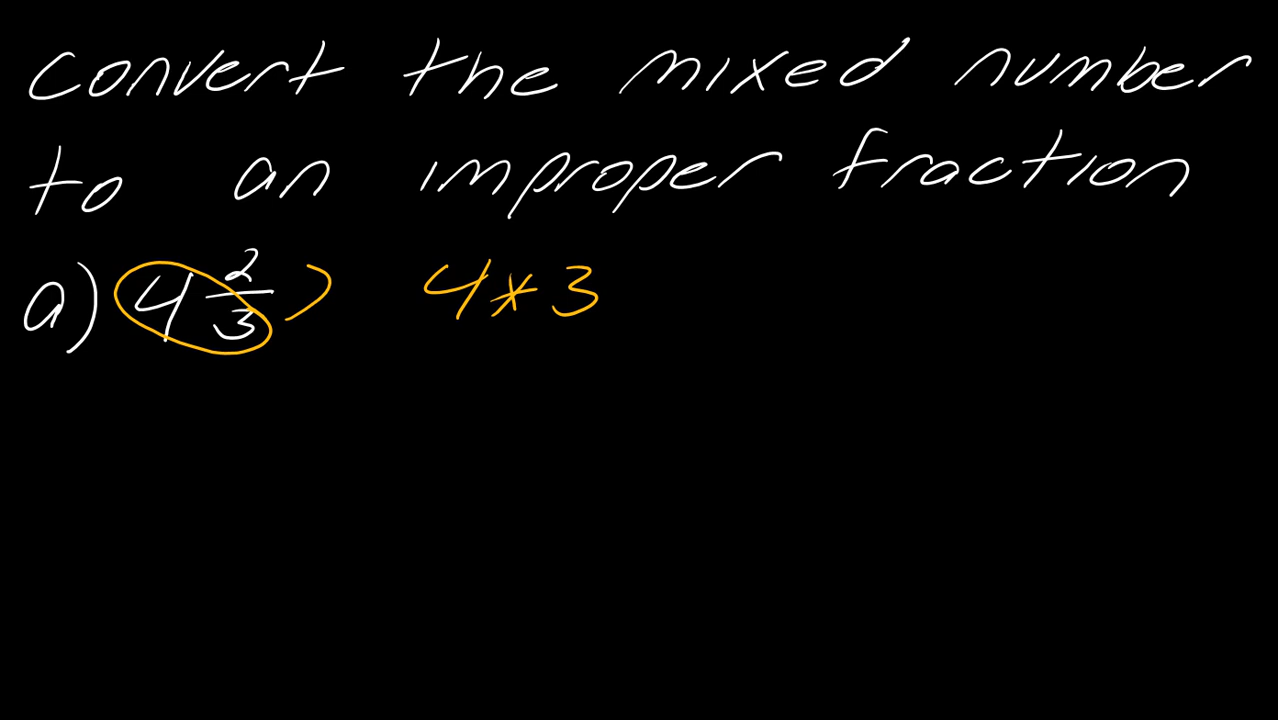 Convert the mixed number
to an improper fraction
a) 4 2/3 4*3